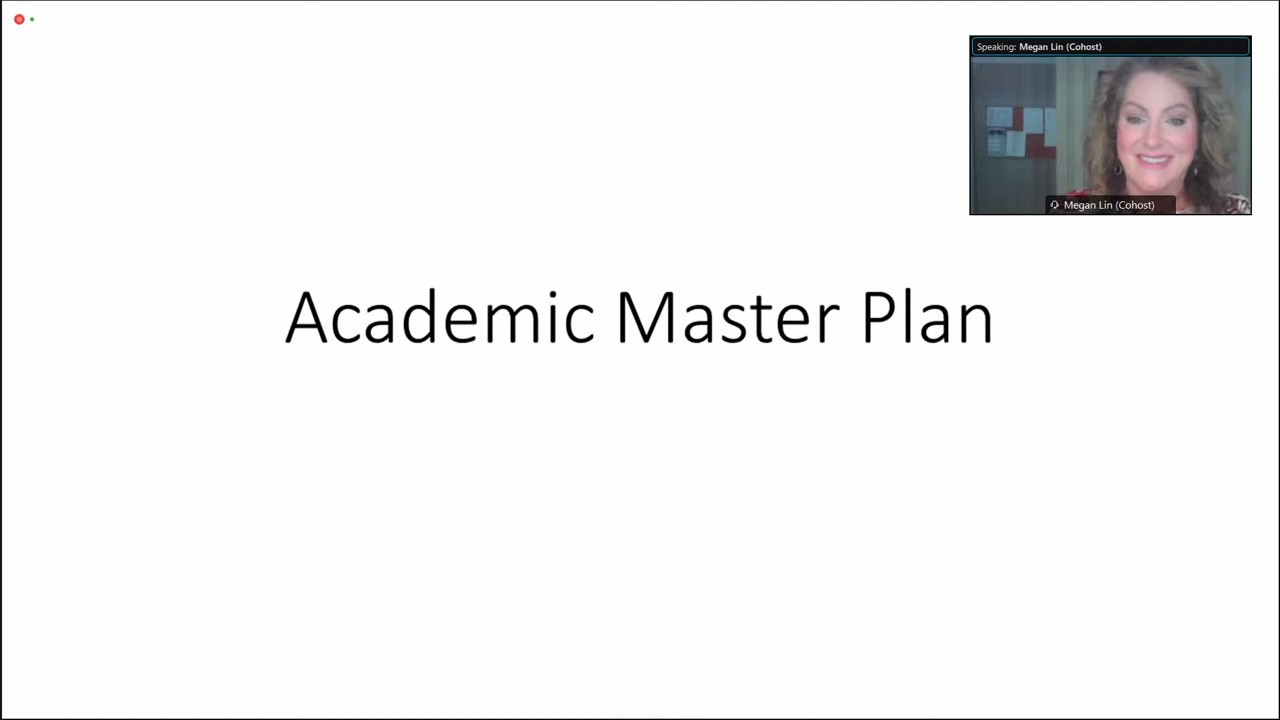 Speaking: Megan Lin (Cohost)
Megan Lin (Cohost)
Academic Master Plan